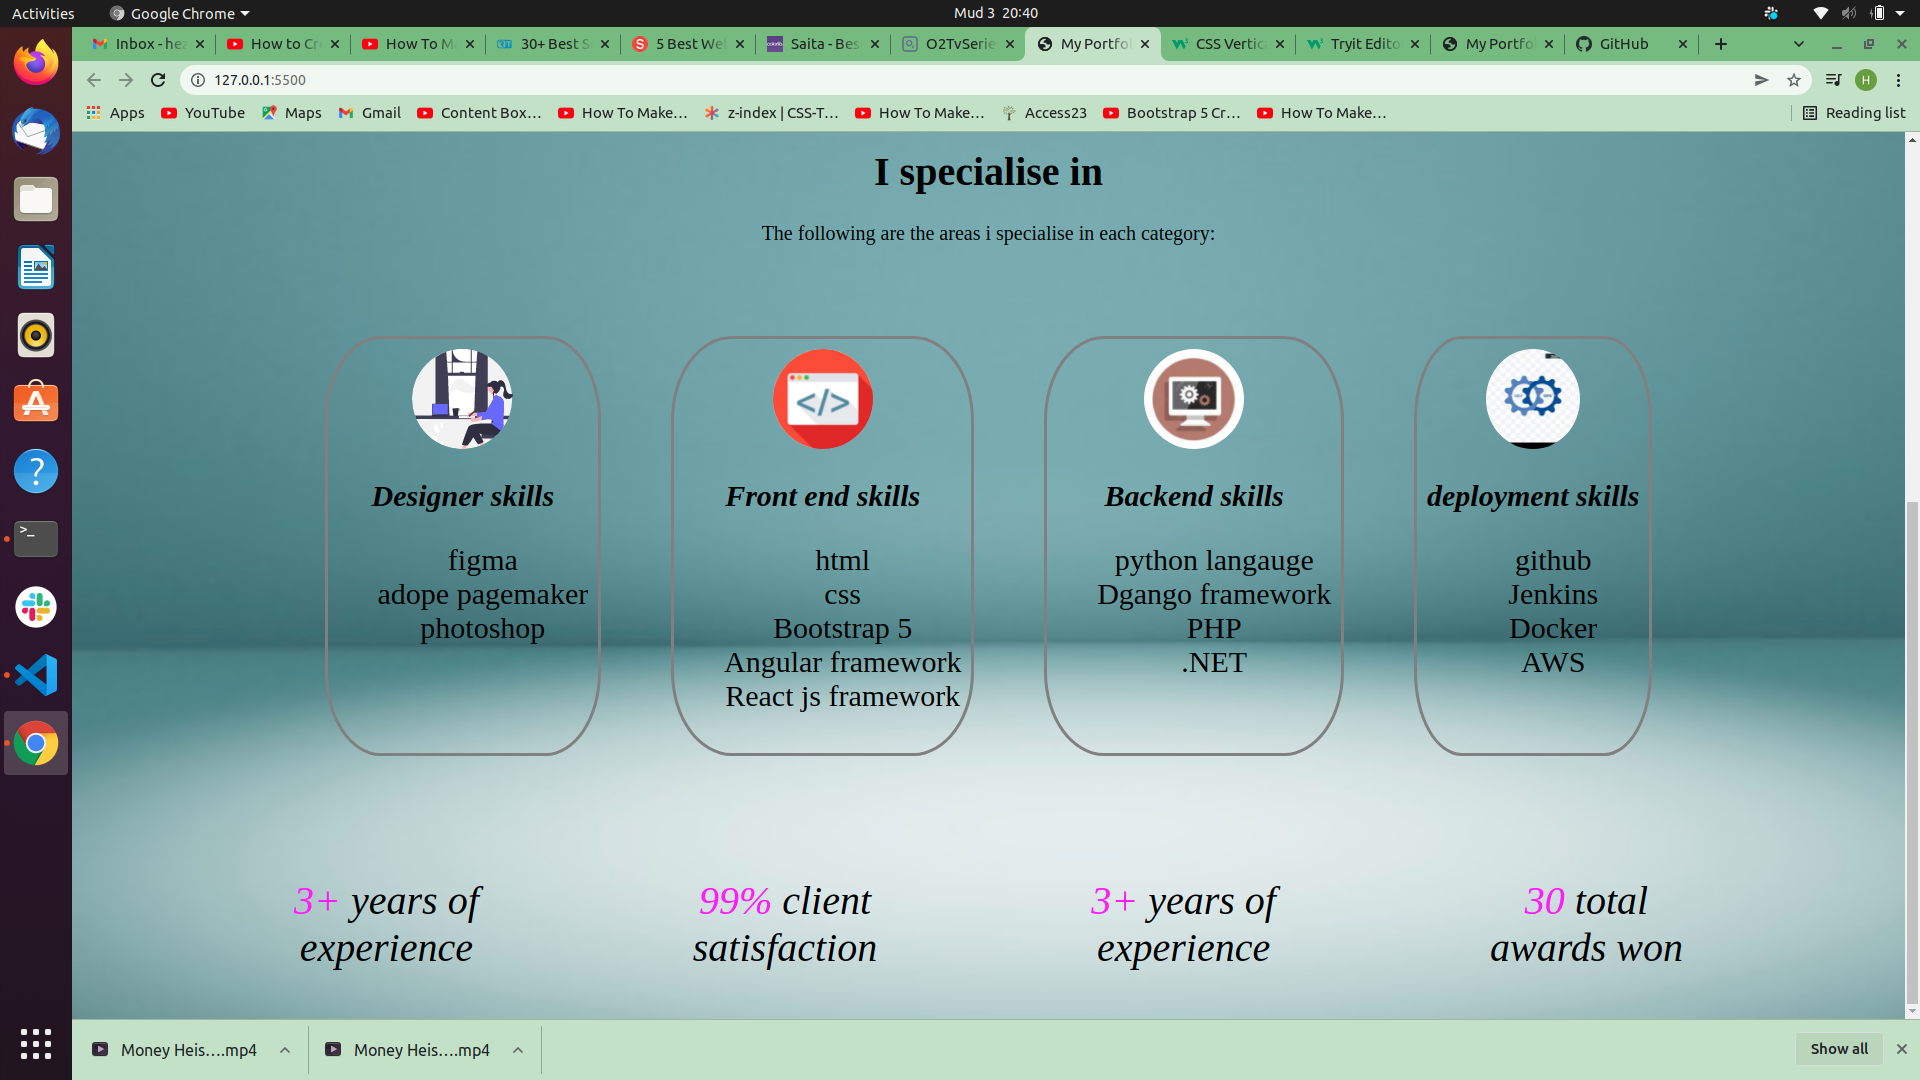 Activities
Google Chrome
Mud 3 20:40
Inbox - hez
How to Cr
How To M
30+ Best S
5 Best Wel
Saita - Bes
O2TvSerie
My Portfo
CSS Vertic
Tryit Edito
My Portfo
GitHub
127.0.0.1:5500
H
Apps
YouTube
Maps
Gmail
Content Box...
How To Make...
z-index | CSS-T...
How To Make...
Access23
Bootstrap 5 Cr...
How To Make...
Reading list
I specialise in
The following are the areas i specialise in each category:
Designer skills
figma
adope pagemaker
photoshop
Front end skills
html
css
Bootstrap 5
Angular framework
React js framework
Backend skills
python langauge
Dgango framework
PHP
.NET
deployment skills
github
Jenkins
Docker
AWS
3+ years of
experience
99% client
satisfaction
3+ years of
experience
30 total
awards won
Money Heis....mp4
Money Heis....mp4
Show all